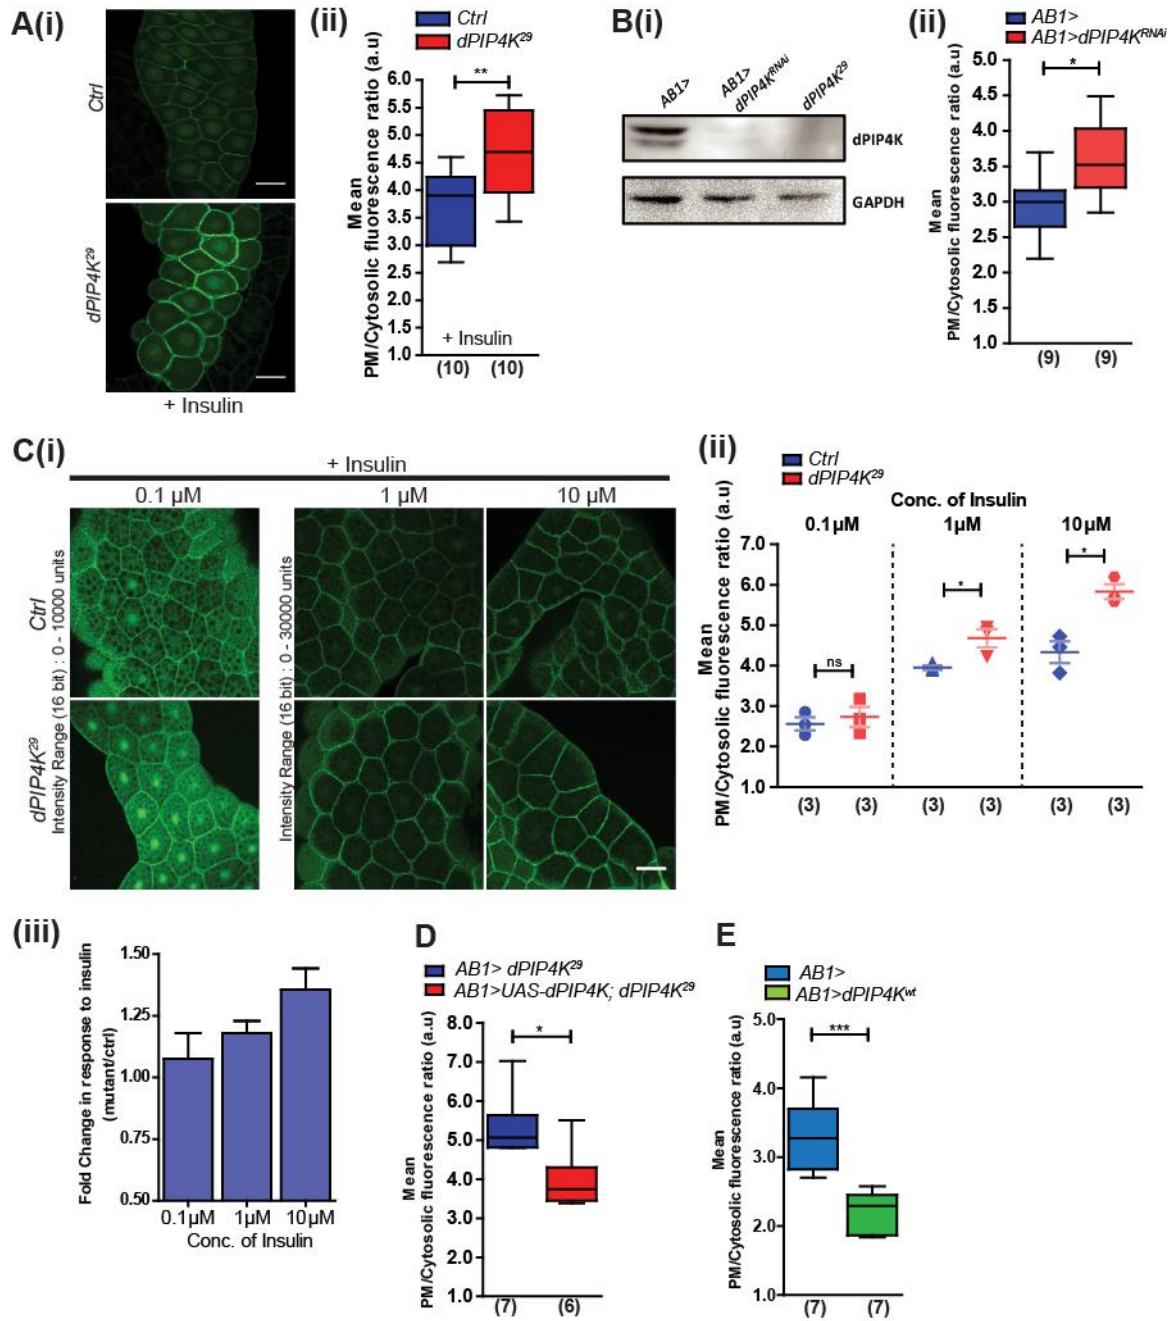 A(i)
Ctrl
dPIP4K²⁹
+ Insulin
(ii)
Ctrl
dPIP4K²⁹
Mean
PM/Cytosolic fluorescence ratio (a.u)
6.0
5.5
5.0
4.5
4.0
3.5
3.0
2.5
2.0
1.5
1.0
**
+ Insulin
(10) (10)
B(i)
AB1>
AB1>
dPIP4Kᴿᴺᴬⁱ
dPIP4K²⁹
dPIP4K
GAPDH
(ii)
AB1>
AB1>dPIP4Kᴿᴺᴬⁱ
Mean
PM/Cytosolic fluorescence ratio (a.u)
5.0
4.5
4.0
3.5
3.0
2.5
2.0
1.5
1.0
*
(9) (9)
C(i)
+ Insulin
0.1 µM 1 µM 10 µM
Ctrl
dPIP4K²⁹
Intensity Range (16 bit) : 0 - 10000 units
Intensity Range (16 bit) : 0 - 30000 units
(ii)
Ctrl
dPIP4K²⁹
Conc. of Insulin
0.1µM 1µM 10µM
Mean
PM/Cytosolic fluorescence ratio (a.u)
7.0
6.0
5.0
4.0
3.0
2.0
1.0
ns * *
(3) (3) (3) (3) (3) (3)
(iii)
Fold Change in response to insulin
(mutant/ctrl)
1.50
1.25
1.00
0.75
0.50
0.1µM 1µM 10µM
Conc. of Insulin
D
AB1> dPIP4K²⁹
AB1>UAS-dPIP4K; dPIP4K²⁹
Mean
PM/Cytosolic fluorescence ratio (a.u)
8.0
7.0
6.0
5.0
4.0
3.0
2.0
1.0
*
(7) (6)
E
AB1>
AB1>dPIP4Kʷᵗ
Mean
PM/Cytosolic fluorescence ratio (a.u)
5.0
4.0
3.0
2.0
1.0
***
(7) (7)